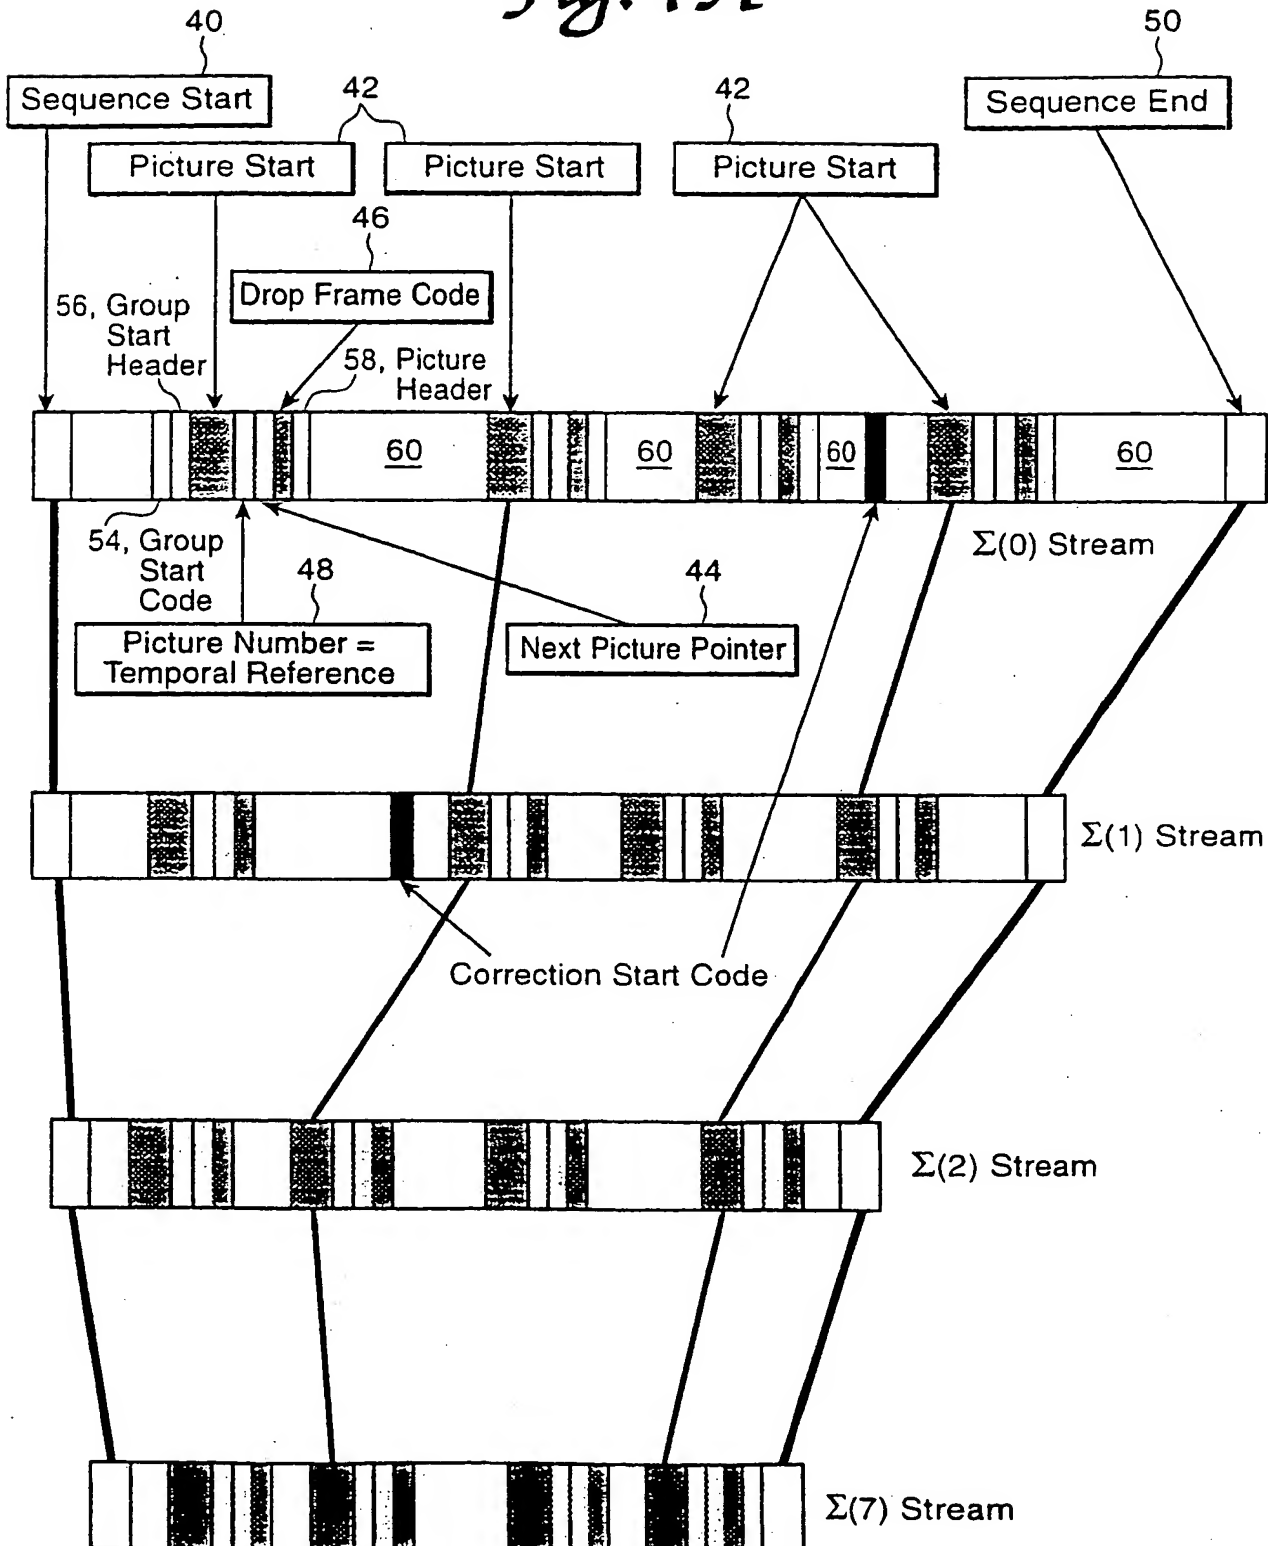 40
50
Sequence Start
42
42
Sequence End
Picture Start
Picture Start
Picture Start
46
Drop Frame Code
56, Group
Start
Header
58, Picture
Header
60
60
60
60
54, Group
Start
Code
48
44
Σ(0) Stream
Picture Number =
Temporal Reference
Next Picture Pointer
Σ(1) Stream
Correction Start Code
Σ(2) Stream
Σ(7) Stream